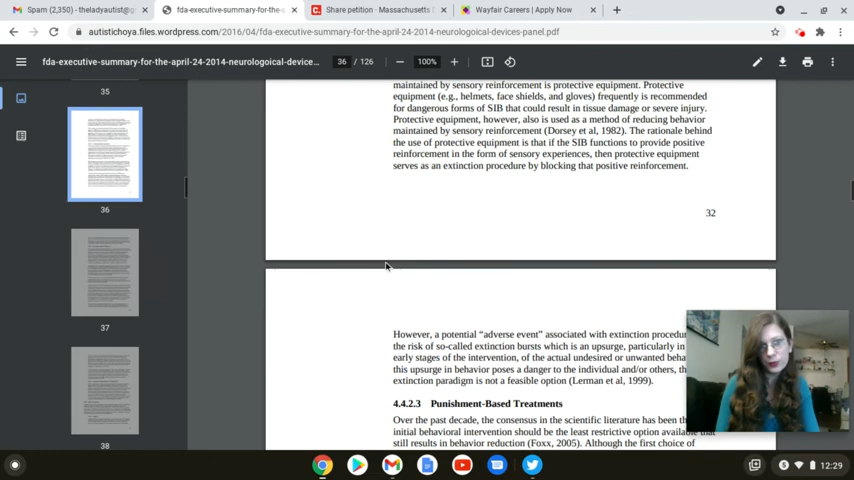 Spam (2,350) - theladyautist@g
fda-executive-summary-for-the-a
Share petition · Massachusetts D
Wayfair Careers | Apply Now
autistichoya.files.wordpress.com/2016/04/fda-executive-summary-for-the-april-24-2014-neurologoical-devices-panel.pdf
fda-executive-summary-for-the-april-24-2014-neurologoical-device...
36 / 126
100%
35
36
37
38
maintained by sensory reinforcement is protective equipment. Protective
equipment (e.g., helmets, face shields, and gloves) frequently is recommended
for dangerous forms of SIB that could result in tissue damage or severe injury.
Protective equipment, however, also is used as a method of reducing behavior
maintained by sensory reinforcement (Dorsey et al, 1982). The rationale behind
the use of protective equipment is that if the SIB functions to provide positive
reinforcement in the form of sensory experiences, then protective equipment
serves as an extinction procedure by blocking that positive reinforcement.
32
However, a potential “adverse event” associated with extinction procedu
the risk of so-called extinction bursts which is an upsurge, particularly in
early stages of the intervention, of the actual undesired or unwanted beha
this upsurge in behavior poses a danger to the individual and/or others, th
extinction paradigm is not a feasible option (Lerman et al, 1999).
4.4.2.3 Punishment-Based Treatments
Over the past decade, the consensus in the scientific literature has been th
initial behavioral intervention should be the least restrictive option available that
still results in behavior reduction (Foxx, 2005). Although the first choice of
12:29